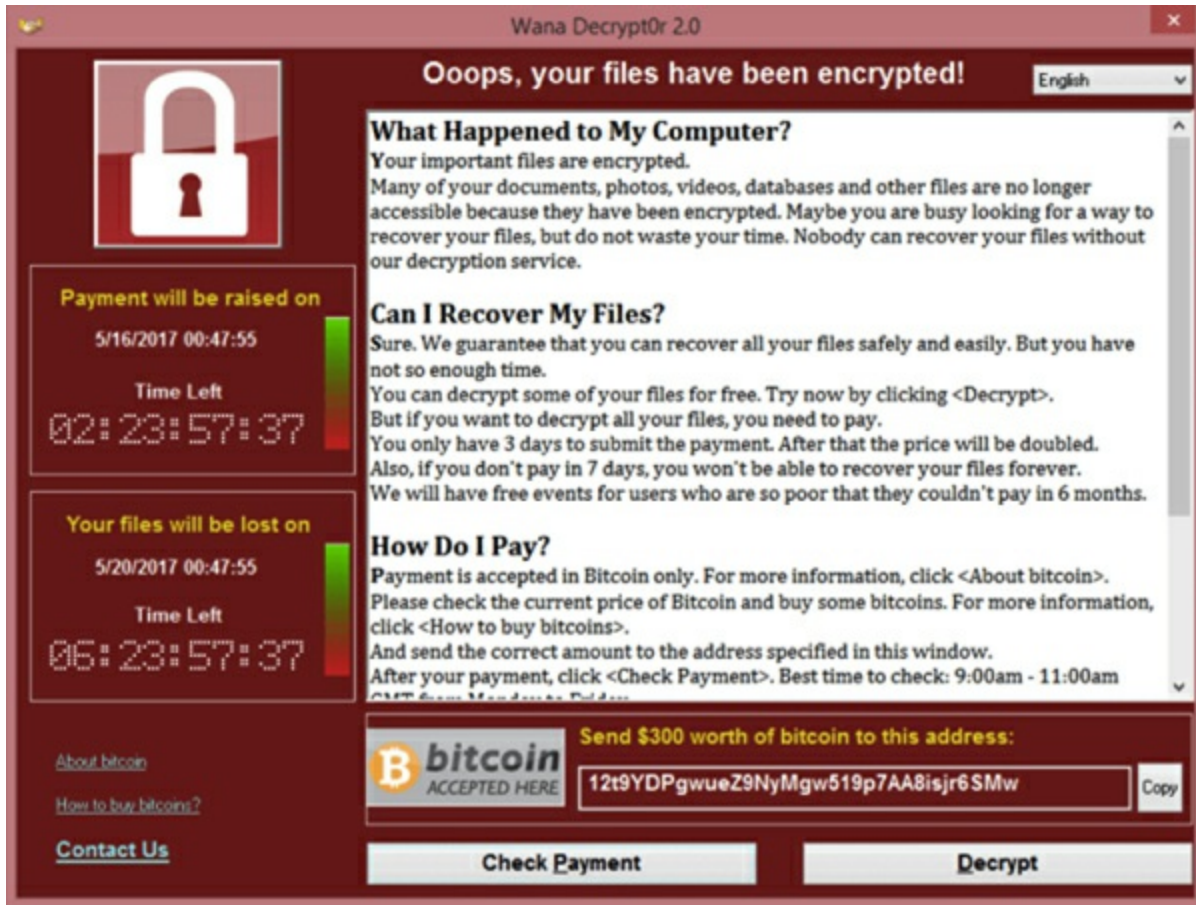 Wana Decrypt0r 2.0
Ooops, your files have been encrypted!
English
What Happened to My Computer?
Your important files are encrypted.
Many of your documents, photos, videos, databases and other files are no longer
accessible because they have been encrypted. Maybe you are busy looking for a way to
recover your files, but do not waste your time. Nobody can recover your files without
our decryption service.
Can I Recover My Files?
Sure. We guarantee that you can recover all your files safely and easily. But you have
not so enough time.
You can decrypt some of your files for free. Try now by clicking <Decrypt>.
But if you want to decrypt all your files, you need to pay.
You only have 3 days to submit the payment. After that the price will be doubled.
Also, if you don't pay in 7 days, you won't be able to recover your files forever.
We will have free events for users who are so poor that they couldn't pay in 6 months.
How Do I Pay?
Payment is accepted in Bitcoin only. For more information, click <About bitcoin>.
Please check the current price of Bitcoin and buy some bitcoins. For more information,
click <How to buy bitcoins>.
And send the correct amount to the address specified in this window.
After your payment, click <Check Payment>. Best time to check: 9:00am - 11:00am
GMT from Monday to Friday
Payment will be raised on
5/16/2017 00:47:55
Time Left
02:23:57:37
Your files will be lost on
5/20/2017 00:47:55
Time Left
06:23:57:37
About bitcoin
How to buy bitcoins?
Contact Us
bitcoin
ACCEPTED HERE
Send $300 worth of bitcoin to this address:
12t9YDPgwueZ9NyMgw519p7AA8isjr6SMw
Copy
Check Payment
Decrypt